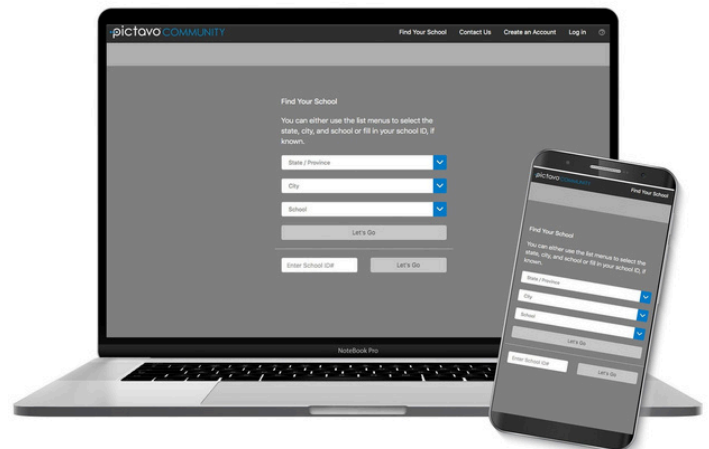 pictavo COMMUNITY
Find Your School Contact Us Create an Account Log in
Find Your School
You can either use the list menus to select the
state, city, and school or fill in your school ID, if
known.
State / Province
City
School
Let's Go
Enter School ID# Let's Go
NoteBook Pro
pictavo COMMUNITY
Find Your School
Find Your School
You can either use the list menus to select the
state, city, and school or fill in your school ID, if
known.
State / Province
City
School
Let's Go
Enter School ID# Let's Go